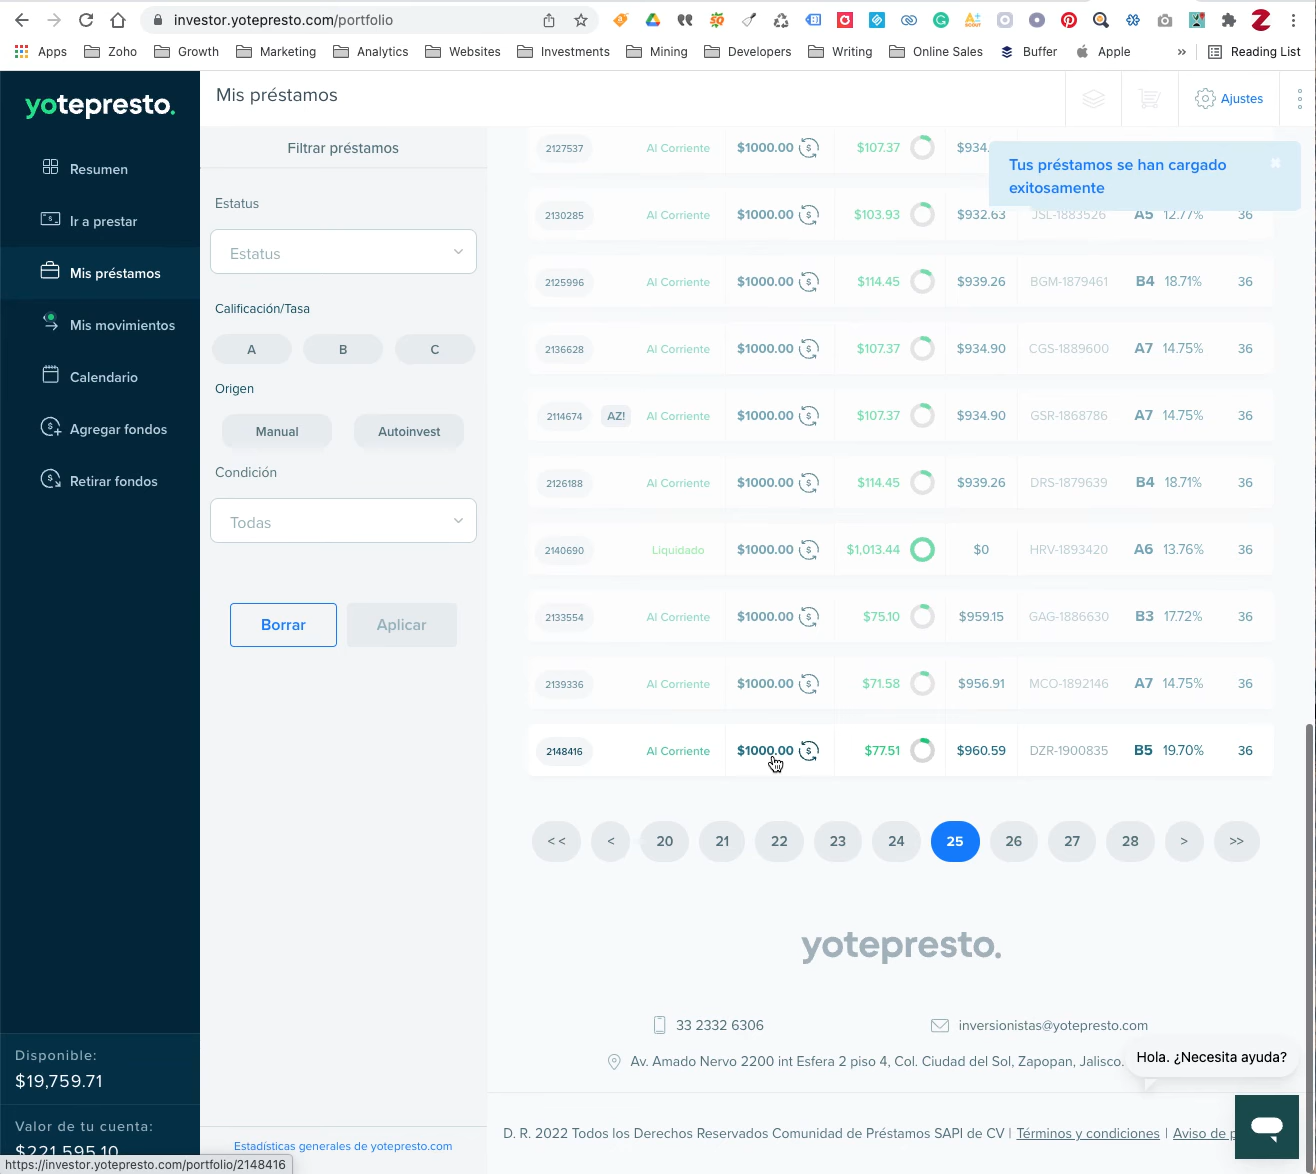 investor.yotepresto.com/portfolio
Apps Zoho Growth Marketing Analytics Websites Investments Mining Developers Writing Online Sales Buffer Apple » Reading List
yotepresto.
Resumen
Ir a prestar
Mis préstamos
Mis movimientos
Calendario
Agregar fondos
Retirar fondos
Disponible:
$19,759.71
Valor de tu cuenta:
$221,595.10
https://investor.yotepresto.com/portfolio/2148416
Mis préstamos
Ajustes
Filtrar préstamos
Estatus
Estatus
Calificación/Tasa
A B C
Origen
Manual Autoinvest
Condición
Todas
Borrar Aplicar
Estadísticas generales de yotepresto.com
Tus préstamos se han cargado
exitosamente
2127537 Al Corriente $1000.00 $107.37 $934.
2130285 Al Corriente $1000.00 $103.93 $932.63 JSL-1883526 A5 12.77% 36
2125996 Al Corriente $1000.00 $114.45 $939.26 BGM-1879461 B4 18.71% 36
2136628 Al Corriente $1000.00 $107.37 $934.90 CGS-1889600 A7 14.75% 36
2114674 AZ! Al Corriente $1000.00 $107.37 $934.90 GSR-1868786 A7 14.75% 36
2126188 Al Corriente $1000.00 $114.45 $939.26 DRS-1879639 B4 18.71% 36
2140690 Liquidado $1000.00 $1,013.44 $0 HRV-1893420 A6 13.76% 36
2133554 Al Corriente $1000.00 $75.10 $959.15 GAG-1886630 B3 17.72% 36
2139336 Al Corriente $1000.00 $71.58 $956.91 MCO-1892146 A7 14.75% 36
2148416 Al Corriente $1000.00 $77.51 $960.59 DZR-1900835 B5 19.70% 36
<< < 20 21 22 23 24 25 26 27 28 > >>
yotepresto.
33 2332 6306 inversionistas@yotepresto.com
Av. Amado Nervo 2200 int Esfera 2 piso 4, Col. Ciudad del Sol, Zapopan, Jalisco.
Hola. ¿Necesita ayuda?
D. R. 2022 Todos los Derechos Reservados Comunidad de Préstamos SAPI de CV | Términos y condiciones | Aviso de p